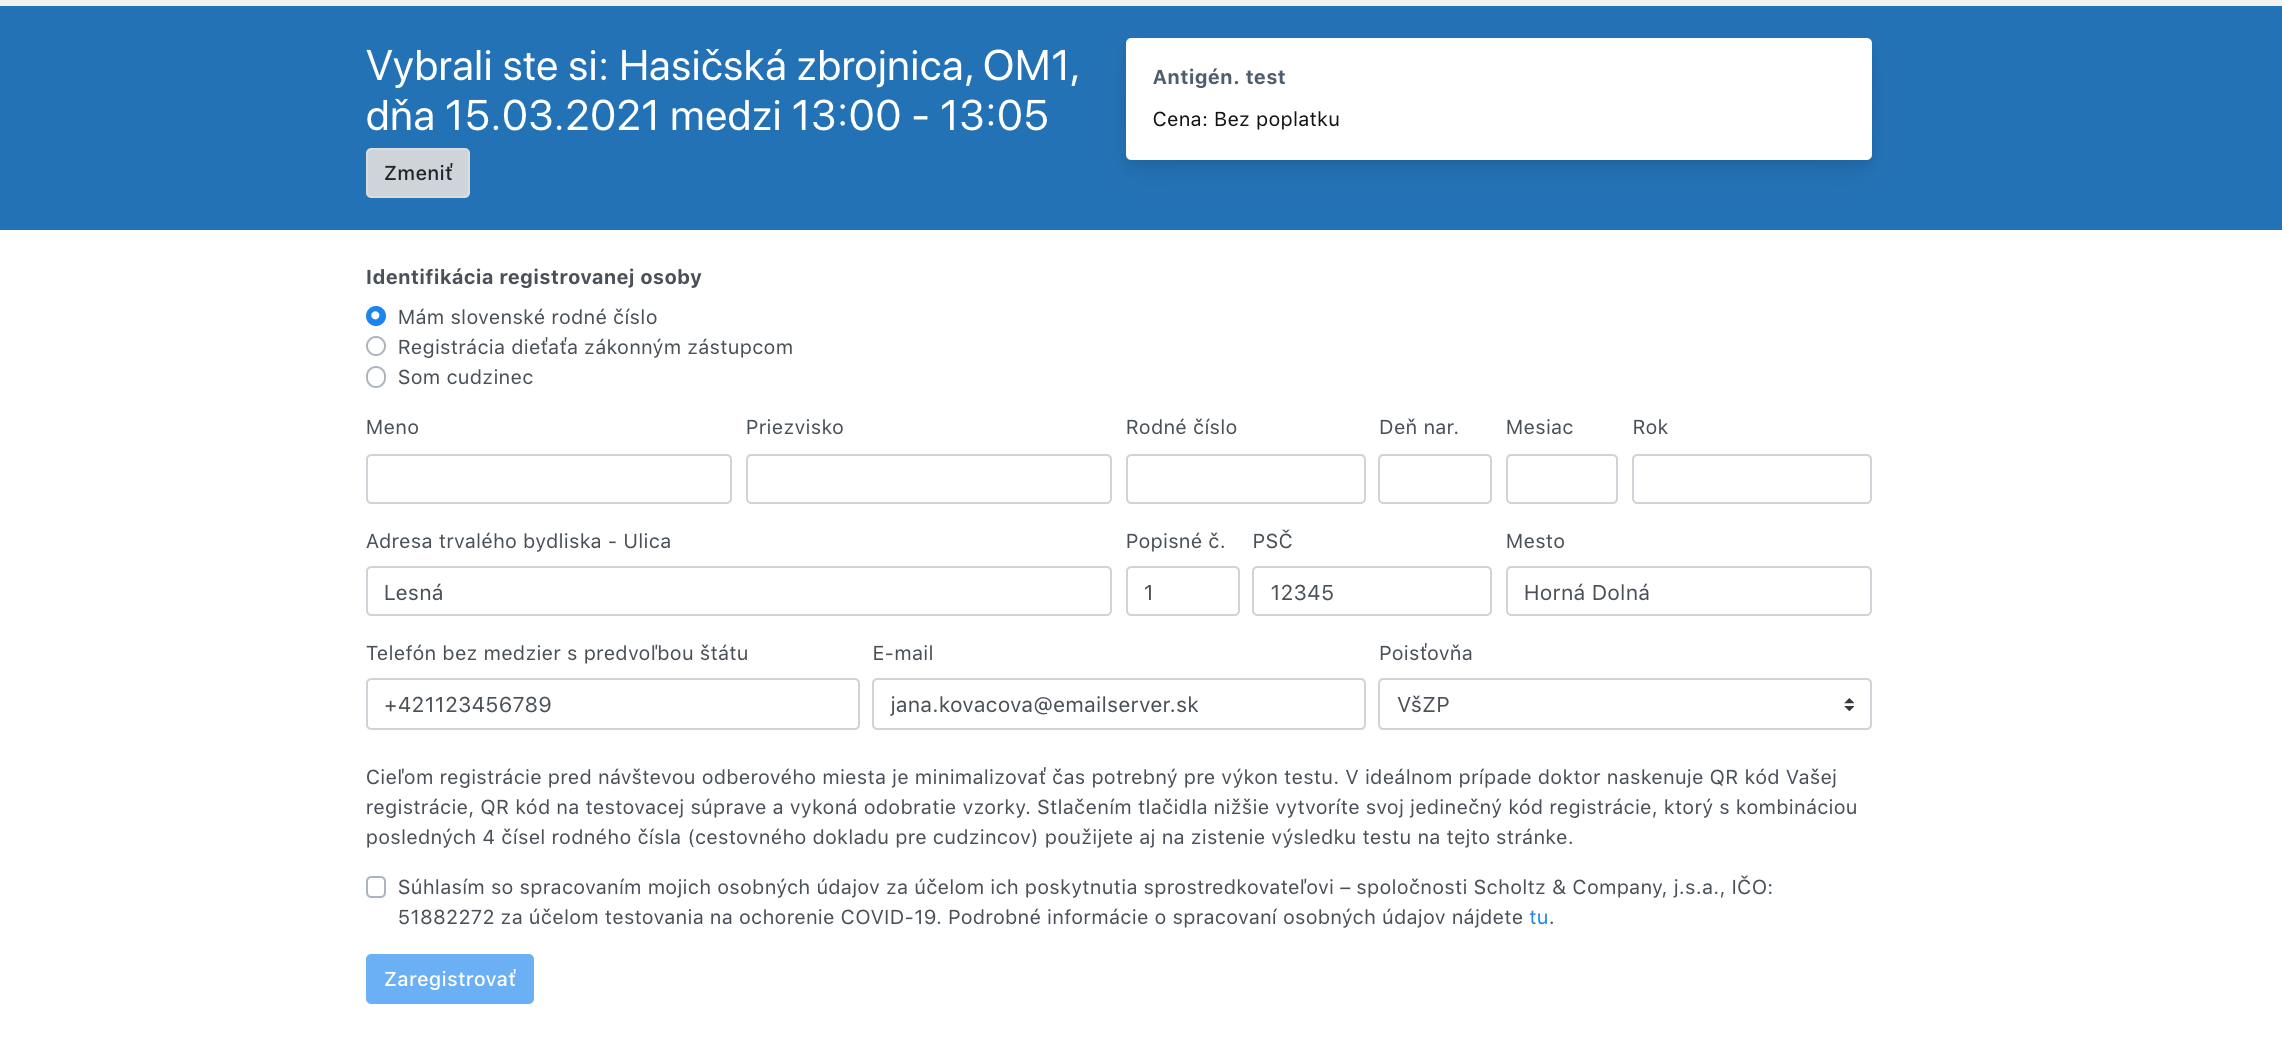 Vybrali ste si: Hasičská zbrojnica, OM1,
dňa 15.03.2021 medzi 13:00 - 13:05
Zmeniť
Antigén. test
Cena: Bez poplatku
Identifikácia registrovanej osoby
Mám slovenské rodné číslo
Registrácia dieťaťa zákonným zástupcom
Som cudzinec
Meno Priezvisko Rodné číslo Deň nar. Mesiac Rok
Adresa trvalého bydliska - Ulica Popisné č. PSČ Mesto
Lesná 1 12345 Horná Dolná
Telefón bez medzier s predvoľbou štátu E-mail Poisťovňa
+421123456789 jana.kovacova@emailserver.sk VšZP
Cieľom registrácie pred návštevou odberového miesta je minimalizovať čas potrebný pre výkon testu. V ideálnom prípade doktor naskenuje QR kód Vašej
registrácie, QR kód na testovacej súprave a vykoná odobratie vzorky. Stlačením tlačidla nižšie vytvoríte svoj jedinečný kód registrácie, ktorý s kombináciou
posledných 4 čísel rodného čísla (cestovného dokladu pre cudzincov) použijete aj na zistenie výsledku testu na tejto stránke.
Súhlasím so spracovaním mojich osobných údajov za účelom ich poskytnutia sprostredkovateľovi – spoločnosti Scholtz & Company, j.s.a., IČO:
51882272 za účelom testovania na ochorenie COVID-19. Podrobné informácie o spracovaní osobných údajov nájdete tu.
Zaregistrovať